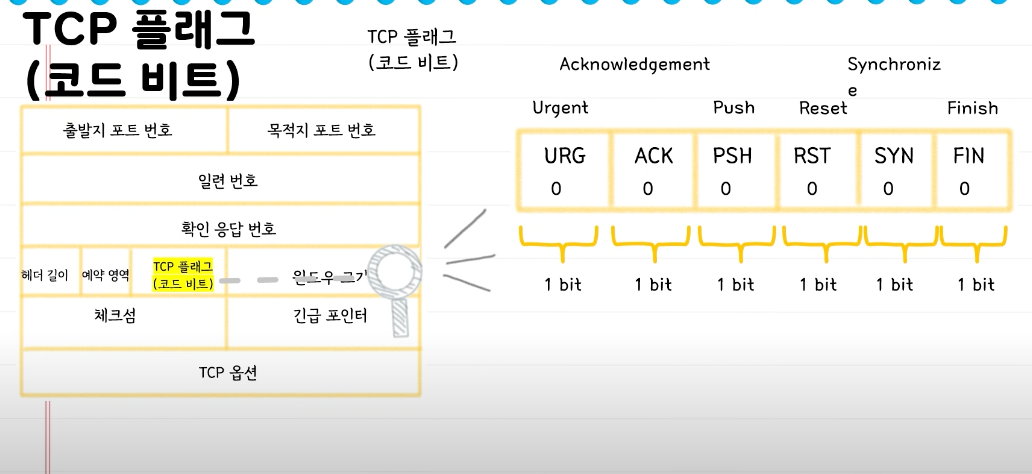 TCP 플래그
(코드 비트)
TCP 플래그
(코드 비트)
출발지 포트 번호 목적지 포트 번호
일련 번호
확인 응답 번호
헤더 길이 예약 영역 TCP 플래그
(코드 비트) 윈도우 크기
체크섬 긴급 포인터
TCP 옵션
Acknowledgement Synchroniz
e
Urgent Push Reset Finish
URG ACK PSH RST SYN FIN
0 0 0 0 0 0
1 bit 1 bit 1 bit 1 bit 1 bit 1 bit